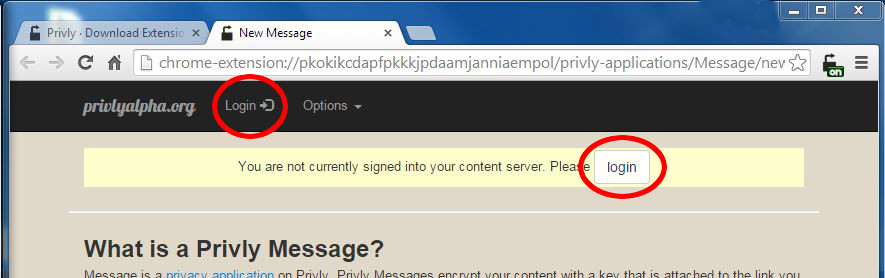 Privly · Download Extensio
New Message
chrome-extension://pkokikcdapfpkkkjpdaamjanniaempol/privly-applications/Message/new
on
privlyalpha.org
Login
Options
You are not currently signed into your content server. Please login
What is a Privly Message?
Message is a privacy application on Privly. Privly Messages encrypt your content with a key that is attached to the link you